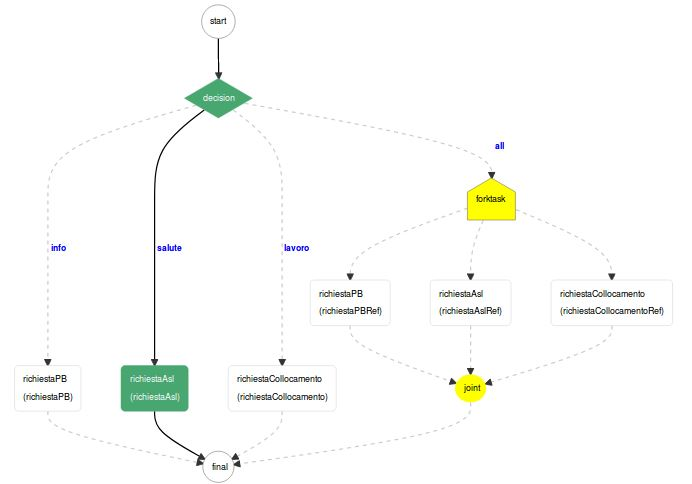 start
decision
all
forktask
info
salute
lavoro
richiestaPB
(richiestaPBRef)
richiestaAsl
(richiestaAslRef)
richiestaCollocamento
(richiestaCollocamentoRef)
richiestaPB
(richiestaPB)
richiestaAsl
(richiestaAsl)
richiestaCollocamento
(richiestaCollocamento)
joint
final